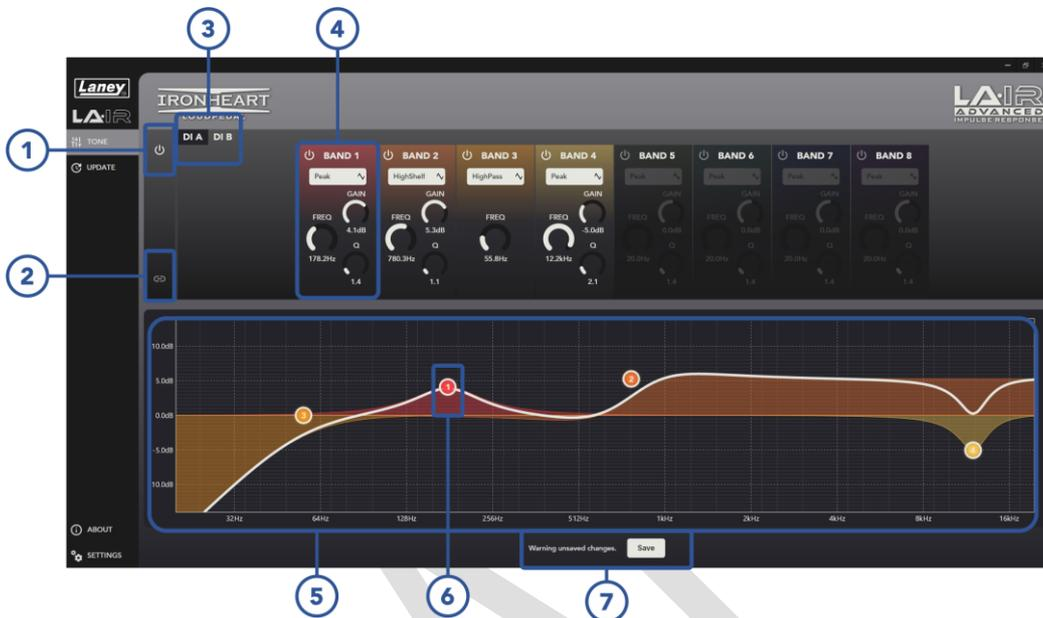 3
4
Laney
LA·IR
IRONHEART
LOUDPEDAL
LA·IR
ADVANCED
IMPULSE RESPONSE
1
TONE
UPDATE
DI A DI B
BAND 1 BAND 2 BAND 3 BAND 4 BAND 5 BAND 6 BAND 7 BAND 8
Peak HighShelf HighPass Peak Peak Peak Peak Peak
GAIN GAIN GAIN GAIN GAIN GAIN GAIN
FREQ FREQ FREQ FREQ FREQ FREQ FREQ FREQ
4.1dB 5.3dB -5.0dB 0.0dB 0.0dB 0.0dB 0.0dB
Q Q Q Q Q Q Q
178.2Hz 780.3Hz 55.8Hz 12.2kHz 20.0Hz 20.0Hz 20.0Hz 20.0Hz
1.4 1.1 2.1 1.4 1.4 1.4 1.4
2
10.0dB
5.0dB
0.0dB
-5.0dB
10.0dB
1
2
3
4
32Hz 64Hz 128Hz 256Hz 512Hz 1kHz 2kHz 4kHz 8kHz 16kHz
ABOUT
SETTINGS
Warning unsaved changes. Save
5
6
7